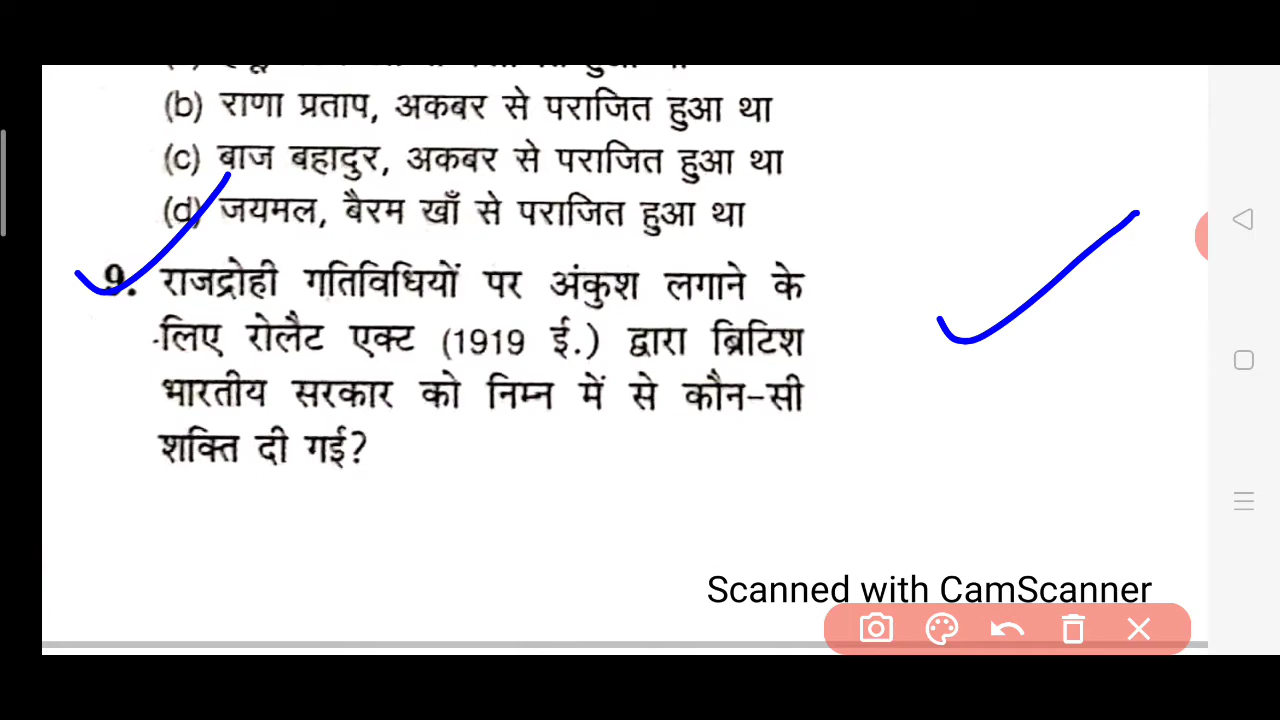 (b) राणा प्रताप, अकबर से पराजित हुआ था
(c) बाज बहादुर, अकबर से पराजित हुआ था
(d) जयमल, बैरम खाँ से पराजित हुआ था
9. राजद्रोही गतिविधियों पर अंकुश लगाने के
लिए रोलैट एक्ट (1919 ई.) द्वारा ब्रिटिश
भारतीय सरकार को निम्न में से कौन-सी
शक्ति दी गई?
Scanned with CamScanner